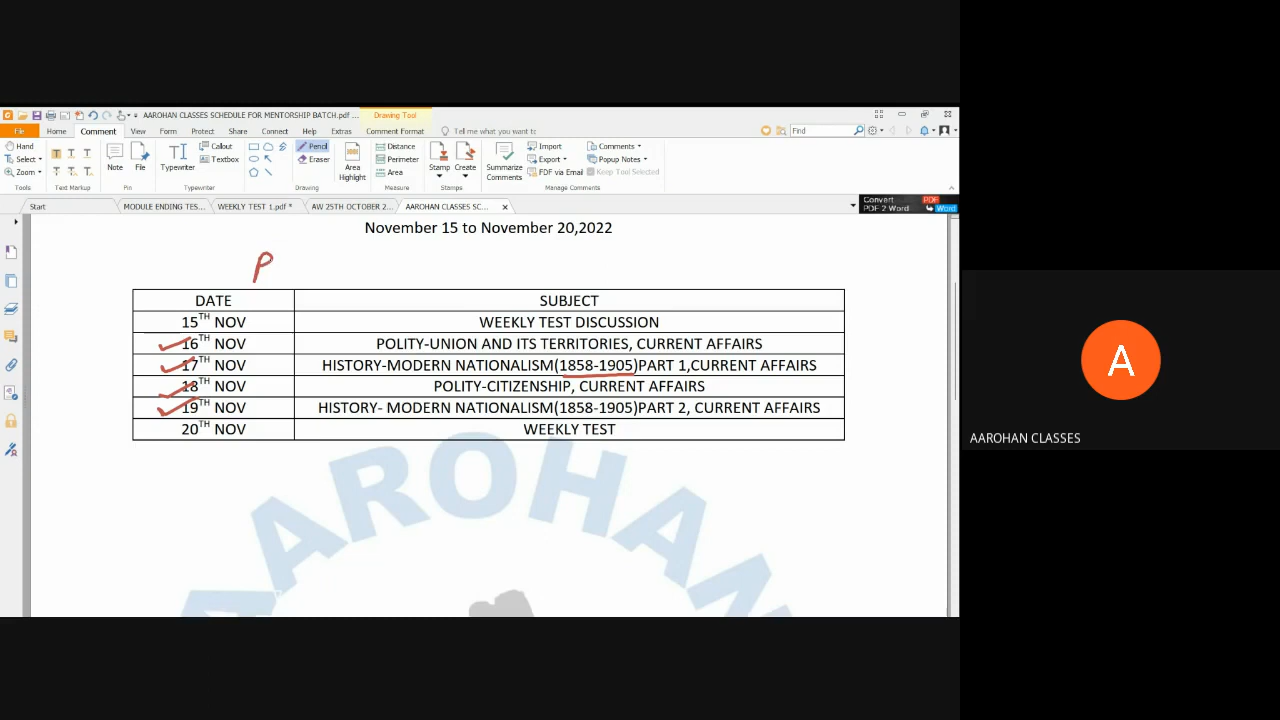 AAROHAN CLASSES SCHEDULE FOR MENTORSHIP BATCH.pdf ... Drawing Tool
File Home Comment View Form Protect Share Connect Help Extras Comment Format Tell me what you want tc Find
Hand Select Zoom Tools
Text Markup
Note File Pin
Typewriter Callout Textbox Typewriter
Pencil Eraser Drawing
Area Highlight Distance Perimeter Area Measure
Stamp Create Stamps
Summarize Comments Import Export FDF via Email Comments Popup Notes Keep Tool Selected Manage Comments
Start MODULE ENDING TES... WEEKLY TEST 1.pdf * AW 25TH OCTOBER 2... AAROHAN CLASSES SC... Convert PDF 2 Word PDF Word
November 15 to November 20,2022
P
DATE SUBJECT
15TH NOV WEEKLY TEST DISCUSSION
16TH NOV POLITY-UNION AND ITS TERRITORIES, CURRENT AFFAIRS
17TH NOV HISTORY-MODERN NATIONALISM(1858-1905)PART 1,CURRENT AFFAIRS
18TH NOV POLITY-CITIZENSHIP, CURRENT AFFAIRS
19TH NOV HISTORY- MODERN NATIONALISM(1858-1905)PART 2, CURRENT AFFAIRS
20TH NOV WEEKLY TEST
AAROHAN
A
AAROHAN CLASSES